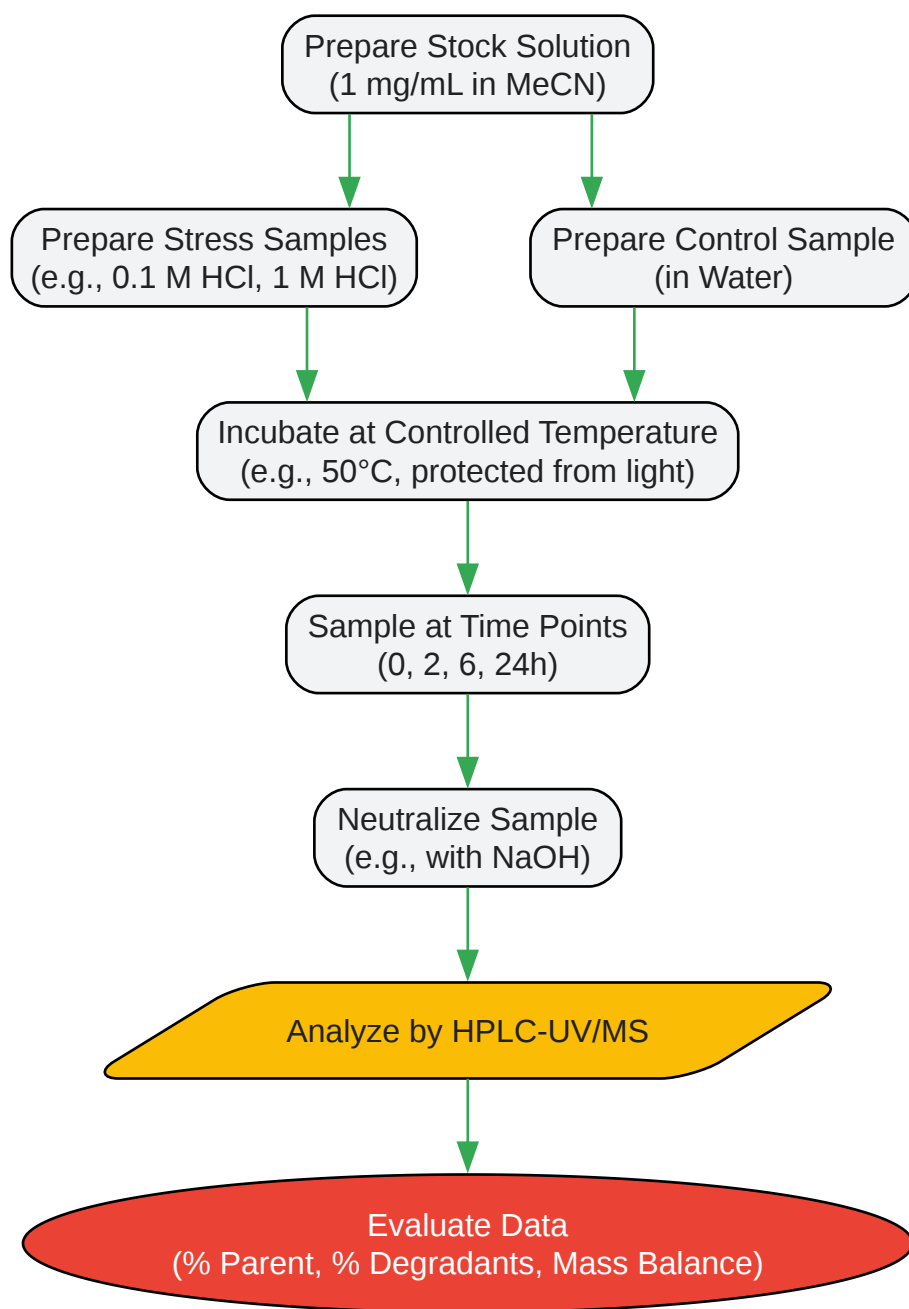 Prepare Stock Solution
(1 mg/mL in MeCN)
Prepare Stress Samples
(e.g., 0.1 M HCl, 1 M HCl)
Prepare Control Sample
(in Water)
Incubate at Controlled Temperature
(e.g., 50°C, protected from light)
Sample at Time Points
(0, 2, 6, 24h)
Neutralize Sample
(e.g., with NaOH)
Analyze by HPLC-UV/MS
Evaluate Data
(% Parent, % Degradants, Mass Balance)